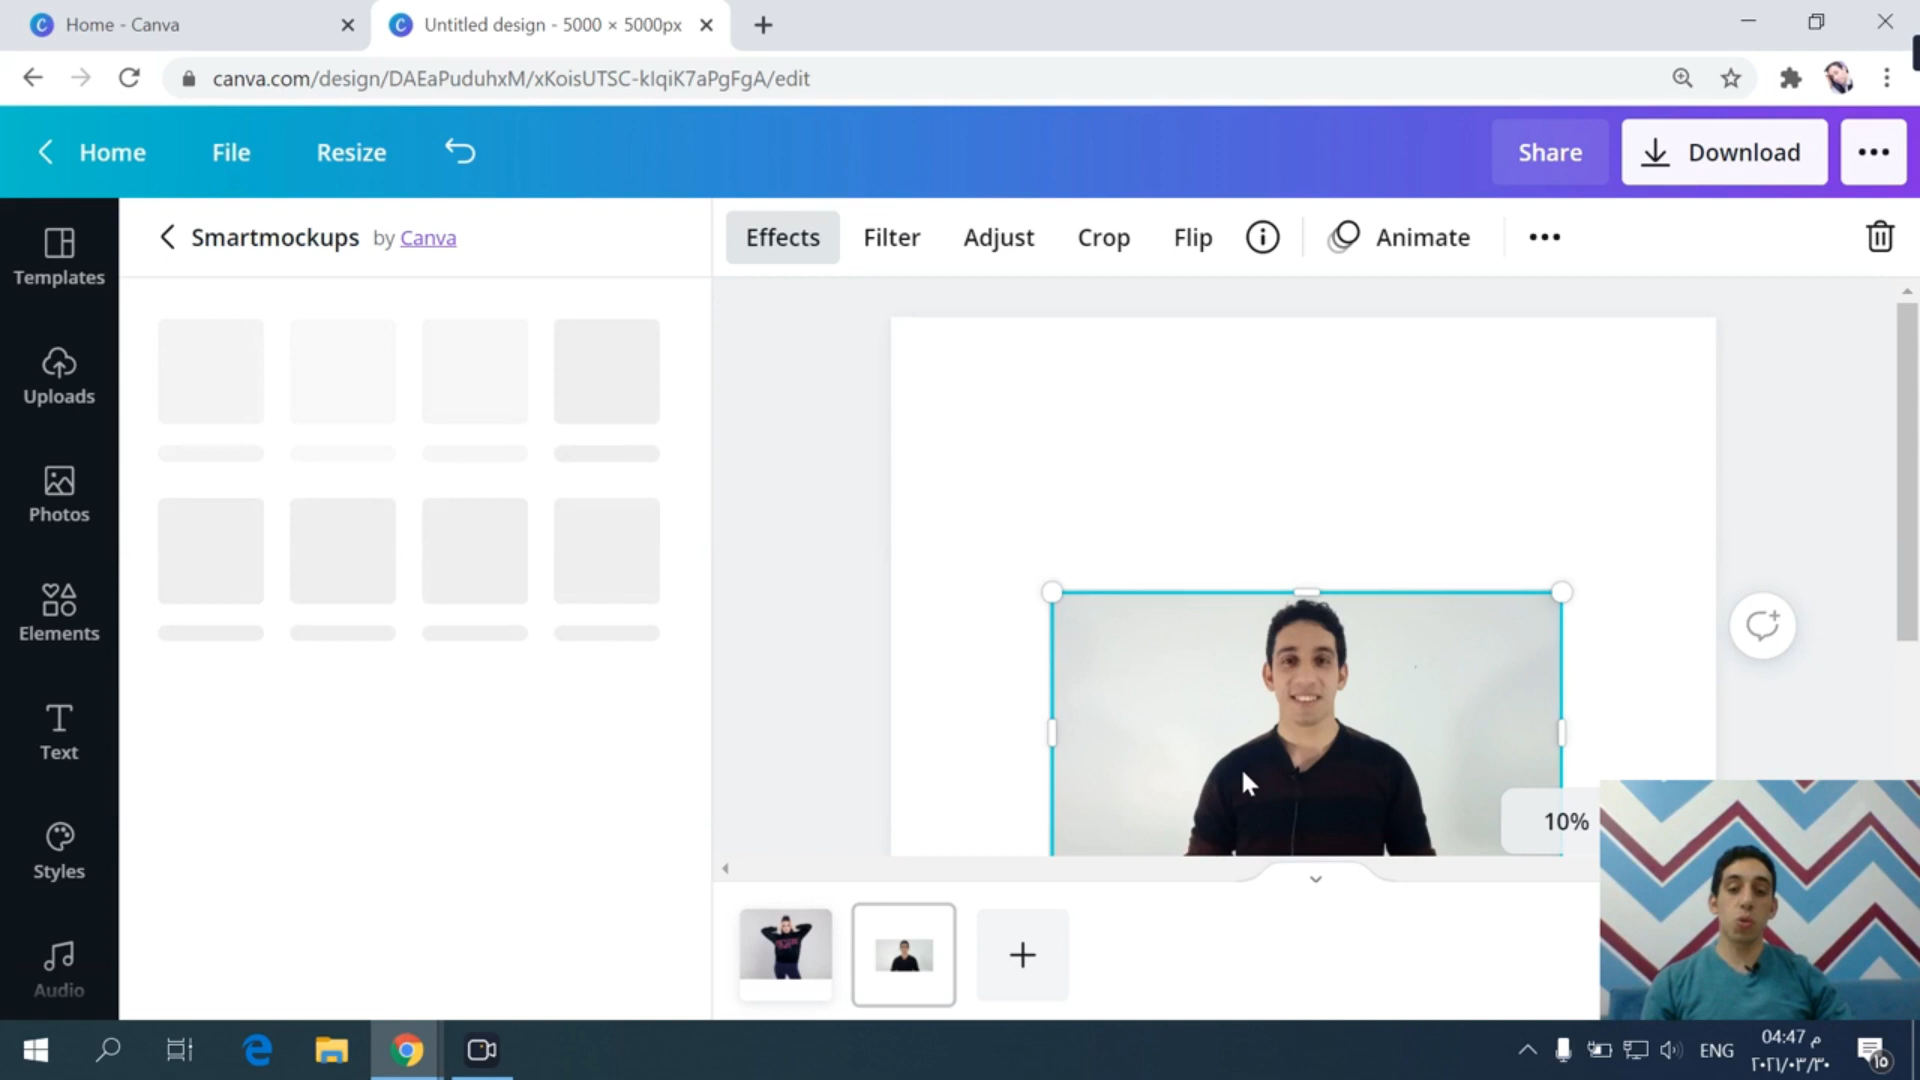 Home - Canva
Untitled design - 5000 × 5000px
canva.com/design/DAEaPuduhxM/xKoisUTSC-kIqiK7aPgFgA/edit
Home
File
Resize
Share
Download
Templates
Uploads
Photos
Elements
Text
Styles
Audio
Smartmockups by Canva
Effects
Filter
Adjust
Crop
Flip
Animate
10%
ENG
04:47 م
٢٠٢١/٠٣/٣٠
١٥